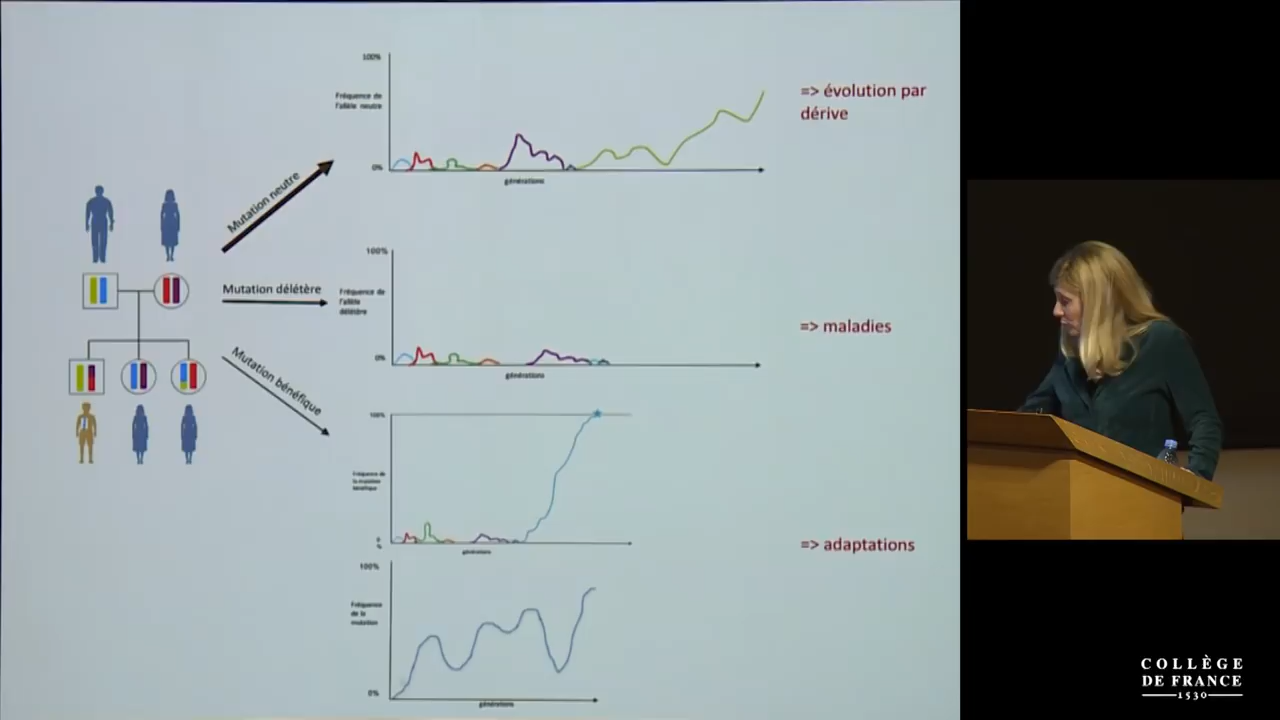 100%
Fréquence de
l'allèle neutre
0%
générations
=> évolution par
dérive
Mutation neutre
100%
Mutation délétère
Fréquence de
l'allèle
délétère
0%
générations
=> maladies
Mutation bénéfique
100%
Fréquence de
la mutation
bénéfique
0
%
générations
=> adaptations
100%
Fréquence
de la
mutation
0%
générations
COLLÈGE
DE FRANCE
1530